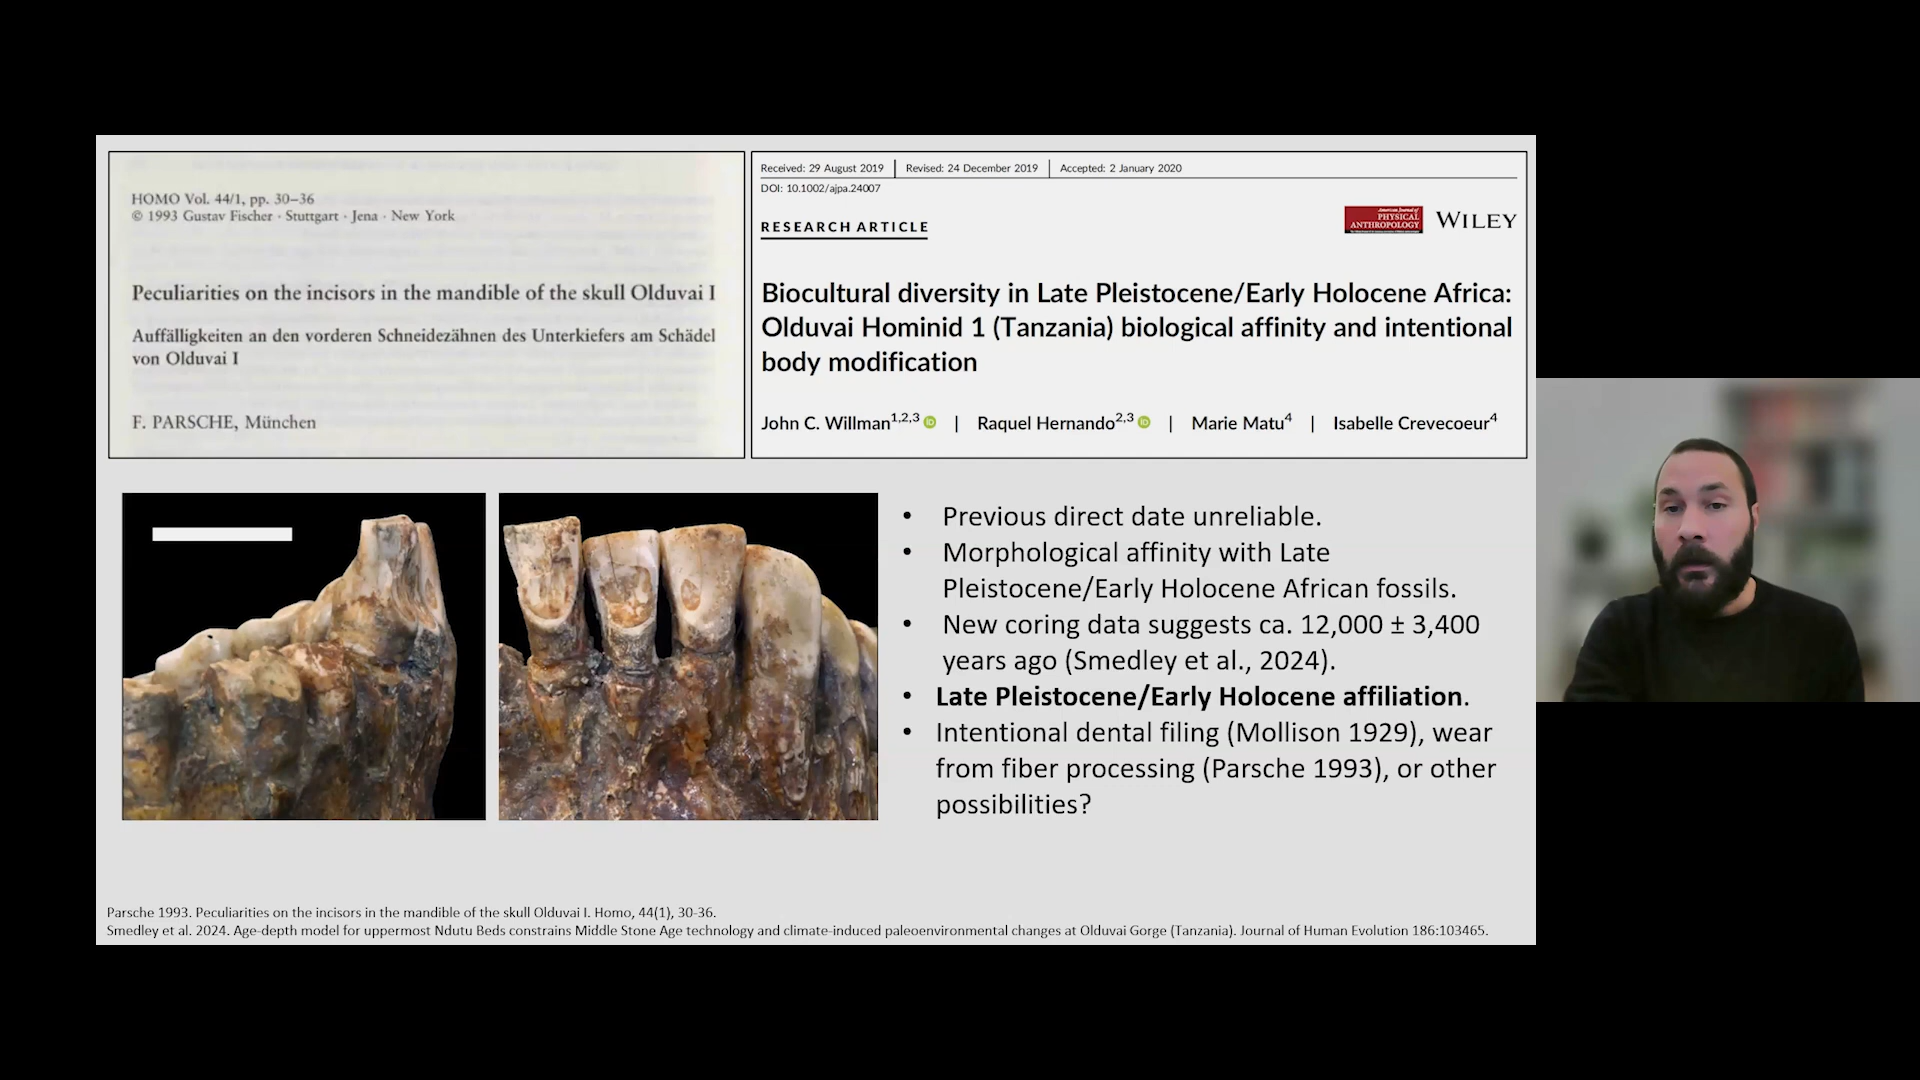 HOMO Vol. 44/1, pp. 30–36
© 1993 Gustav Fischer · Stuttgart · Jena · New York
Peculiarities on the incisors in the mandible of the skull Olduvai I
Auffälligkeiten an den vorderen Schneidezähnen des Unterkiefers am Schädel
von Olduvai I
F. PARSCHE, München
Received: 29 August 2019 | Revised: 24 December 2019 | Accepted: 2 January 2020
DOI: 10.1002/ajpa.24007
RESEARCH ARTICLE
American Journal of
PHYSICAL
ANTHROPOLOGY
WILEY
Biocultural diversity in Late Pleistocene/Early Holocene Africa:
Olduvai Hominid 1 (Tanzania) biological affinity and intentional
body modification
John C. Willman1,2,3 iD | Raquel Hernando2,3 iD | Marie Matu4 | Isabelle Crevecoeur4
• Previous direct date unreliable.
• Morphological affinity with Late
Pleistocene/Early Holocene African fossils.
• New coring data suggests ca. 12,000 ± 3,400
years ago (Smedley et al., 2024).
• Late Pleistocene/Early Holocene affiliation.
• Intentional dental filing (Mollison 1929), wear
from fiber processing (Parsche 1993), or other
possibilities?
Parsche 1993. Peculiarities on the incisors in the mandible of the skull Olduvai I. Homo, 44(1), 30-36.
Smedley et al. 2024. Age-depth model for uppermost Ndutu Beds constrains Middle Stone Age technology and climate-induced paleoenvironmental changes at Olduvai Gorge (Tanzania). Journal of Human Evolution 186:103465.